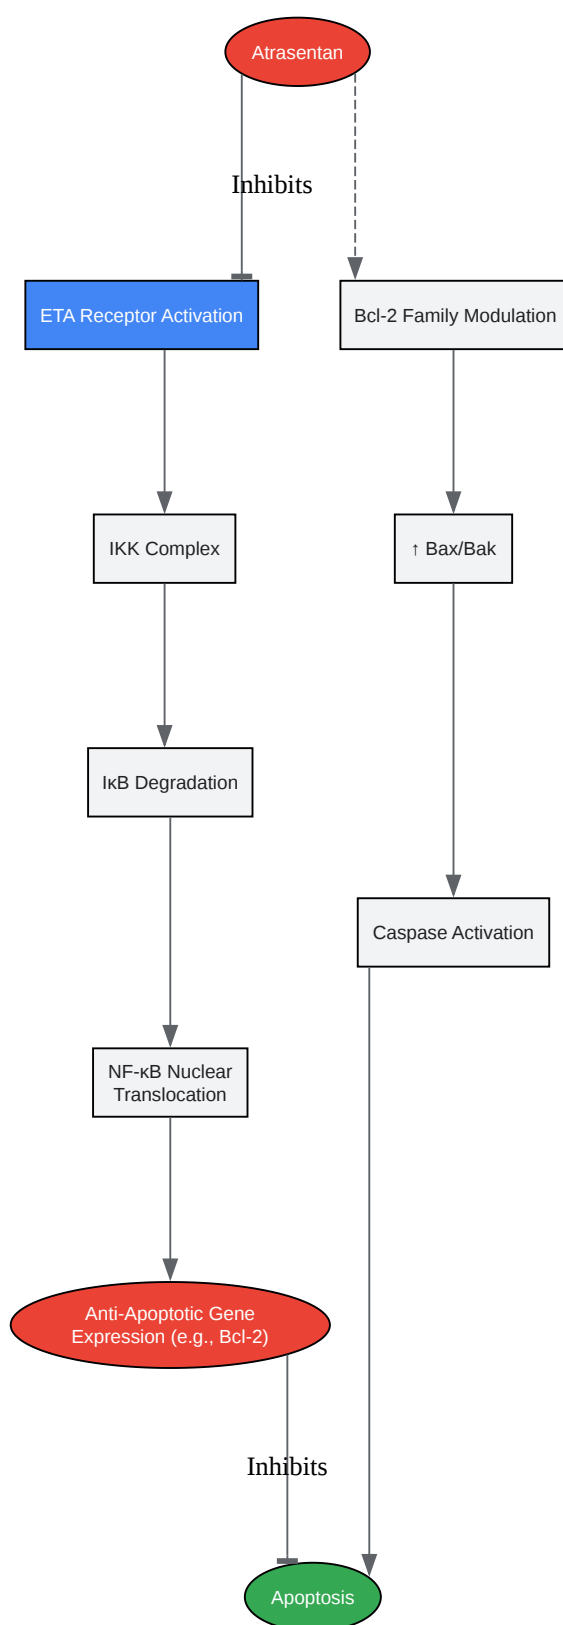 Atrasentan
Inhibits
ETA Receptor Activation
Bcl-2 Family Modulation
IKK Complex
↑ Bax/Bak
IκB Degradation
Caspase Activation
NF-κB Nuclear
Translocation
Anti-Apoptotic Gene
Expression (e.g., Bcl-2)
Inhibits
Apoptosis